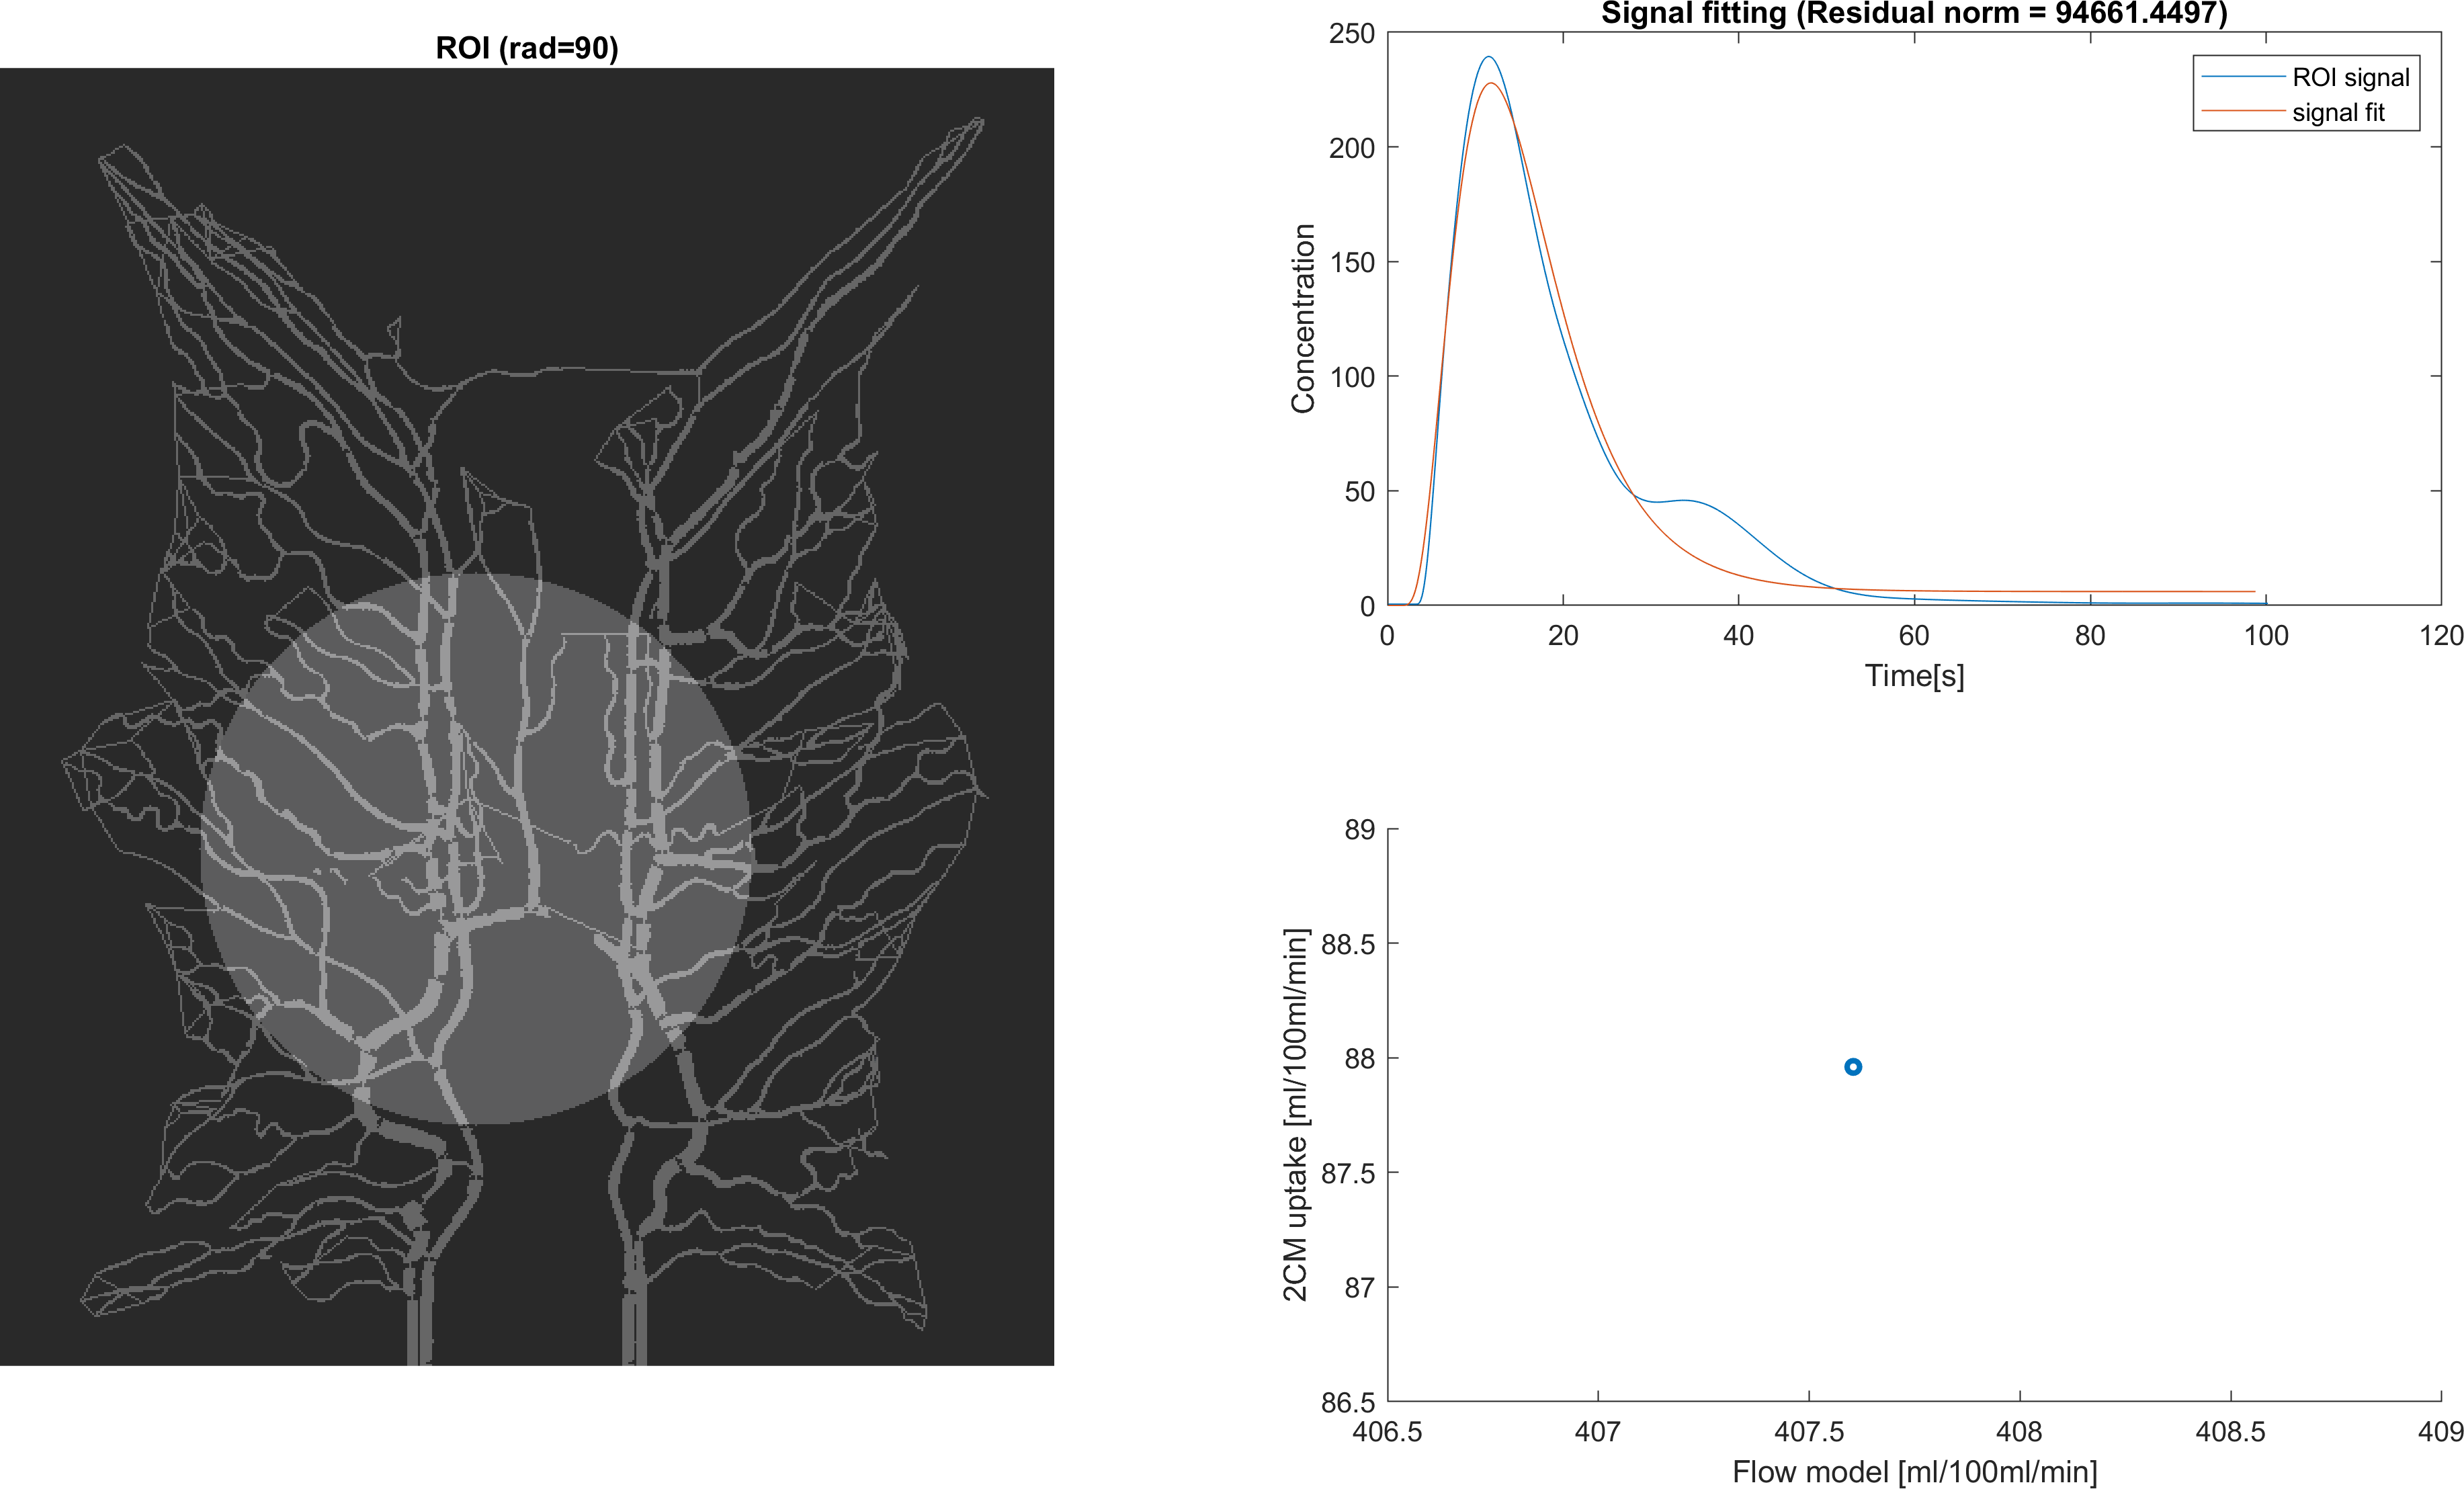 ROI (rad=90)
Signal fitting (Residual norm = 94661.4497)
250
200
150
100
50
0
Concentration
ROI signal
signal fit
0 20 40 60 80 100 120
Time[s]
89
88.5
88
87.5
87
86.5
2CM uptake [ml/100ml/min]
406.5 407 407.5 408 408.5 409
Flow model [ml/100ml/min]